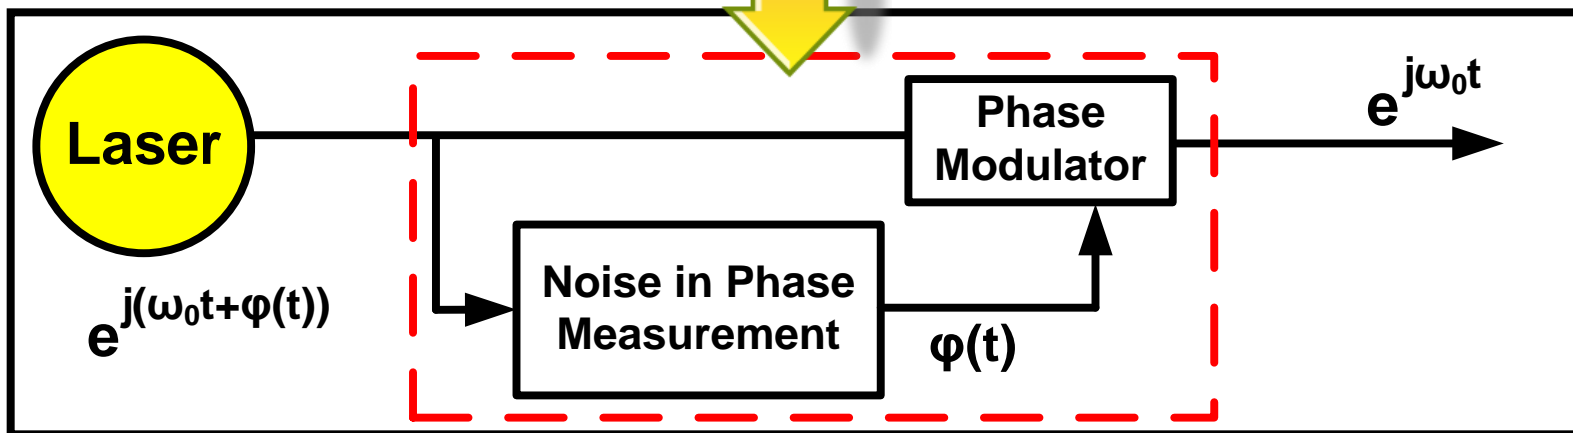 Laser
e^{j(ω₀t+φ(t))}
Noise in Phase
Measurement
φ(t)
Phase
Modulator
e^{jω₀t}